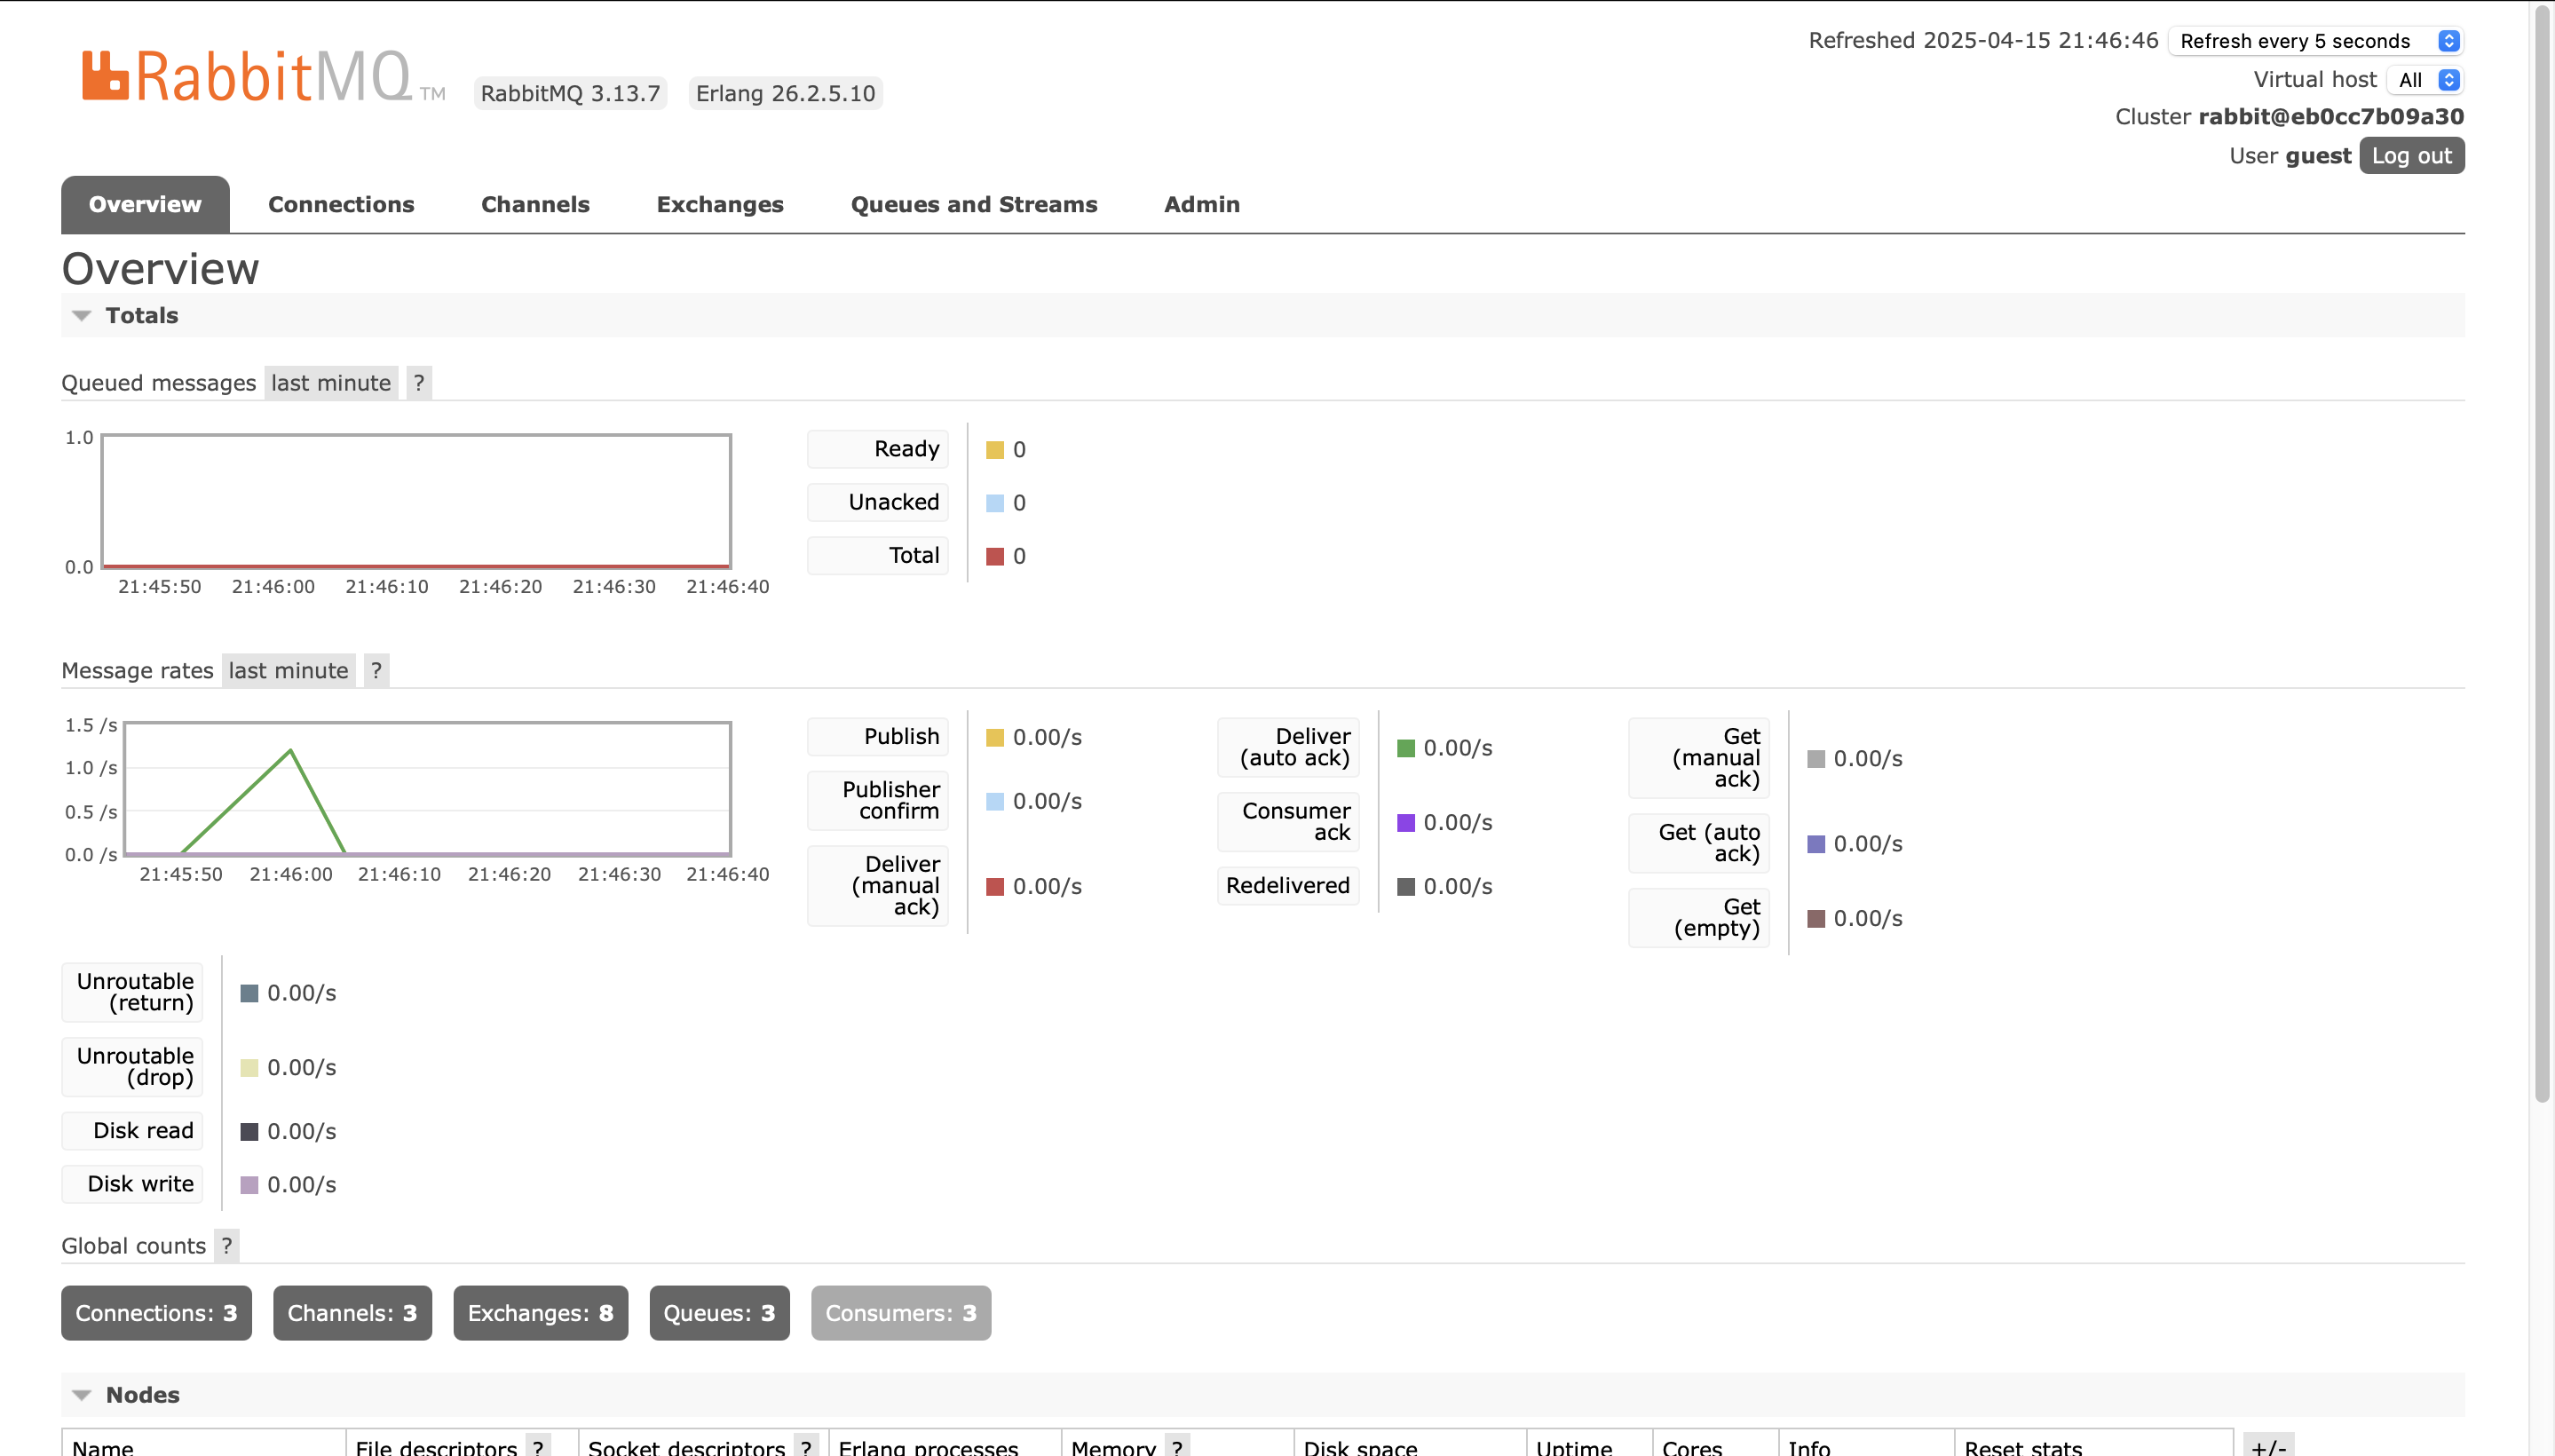 Refreshed 2025-04-15 21:46:46 Refresh every 5 seconds
RabbitMQ TM RabbitMQ 3.13.7 Erlang 26.2.5.10
Virtual host All
Cluster rabbit@eb0cc7b09a30
User guest Log out
Overview Connections Channels Exchanges Queues and Streams Admin
Overview
Totals
Queued messages last minute ?
1.0
0.0
21:45:50 21:46:00 21:46:10 21:46:20 21:46:30 21:46:40
Ready 0
Unacked 0
Total 0
Message rates last minute ?
1.5 /s
1.0 /s
0.5 /s
0.0 /s
21:45:50 21:46:00 21:46:10 21:46:20 21:46:30 21:46:40
Publish 0.00/s
Publisher
confirm 0.00/s
Deliver
(manual
ack) 0.00/s
Deliver
(auto ack) 0.00/s
Consumer
ack 0.00/s
Redelivered 0.00/s
Get
(manual
ack) 0.00/s
Get (auto
ack) 0.00/s
Get
(empty) 0.00/s
Unroutable
(return) 0.00/s
Unroutable
(drop) 0.00/s
Disk read 0.00/s
Disk write 0.00/s
Global counts ?
Connections: 3 Channels: 3 Exchanges: 8 Queues: 3 Consumers: 3
Nodes
Name File descriptors ? Socket descriptors ? Erlang processes Memory ? Disk space Uptime Cores Info Reset stats +/-